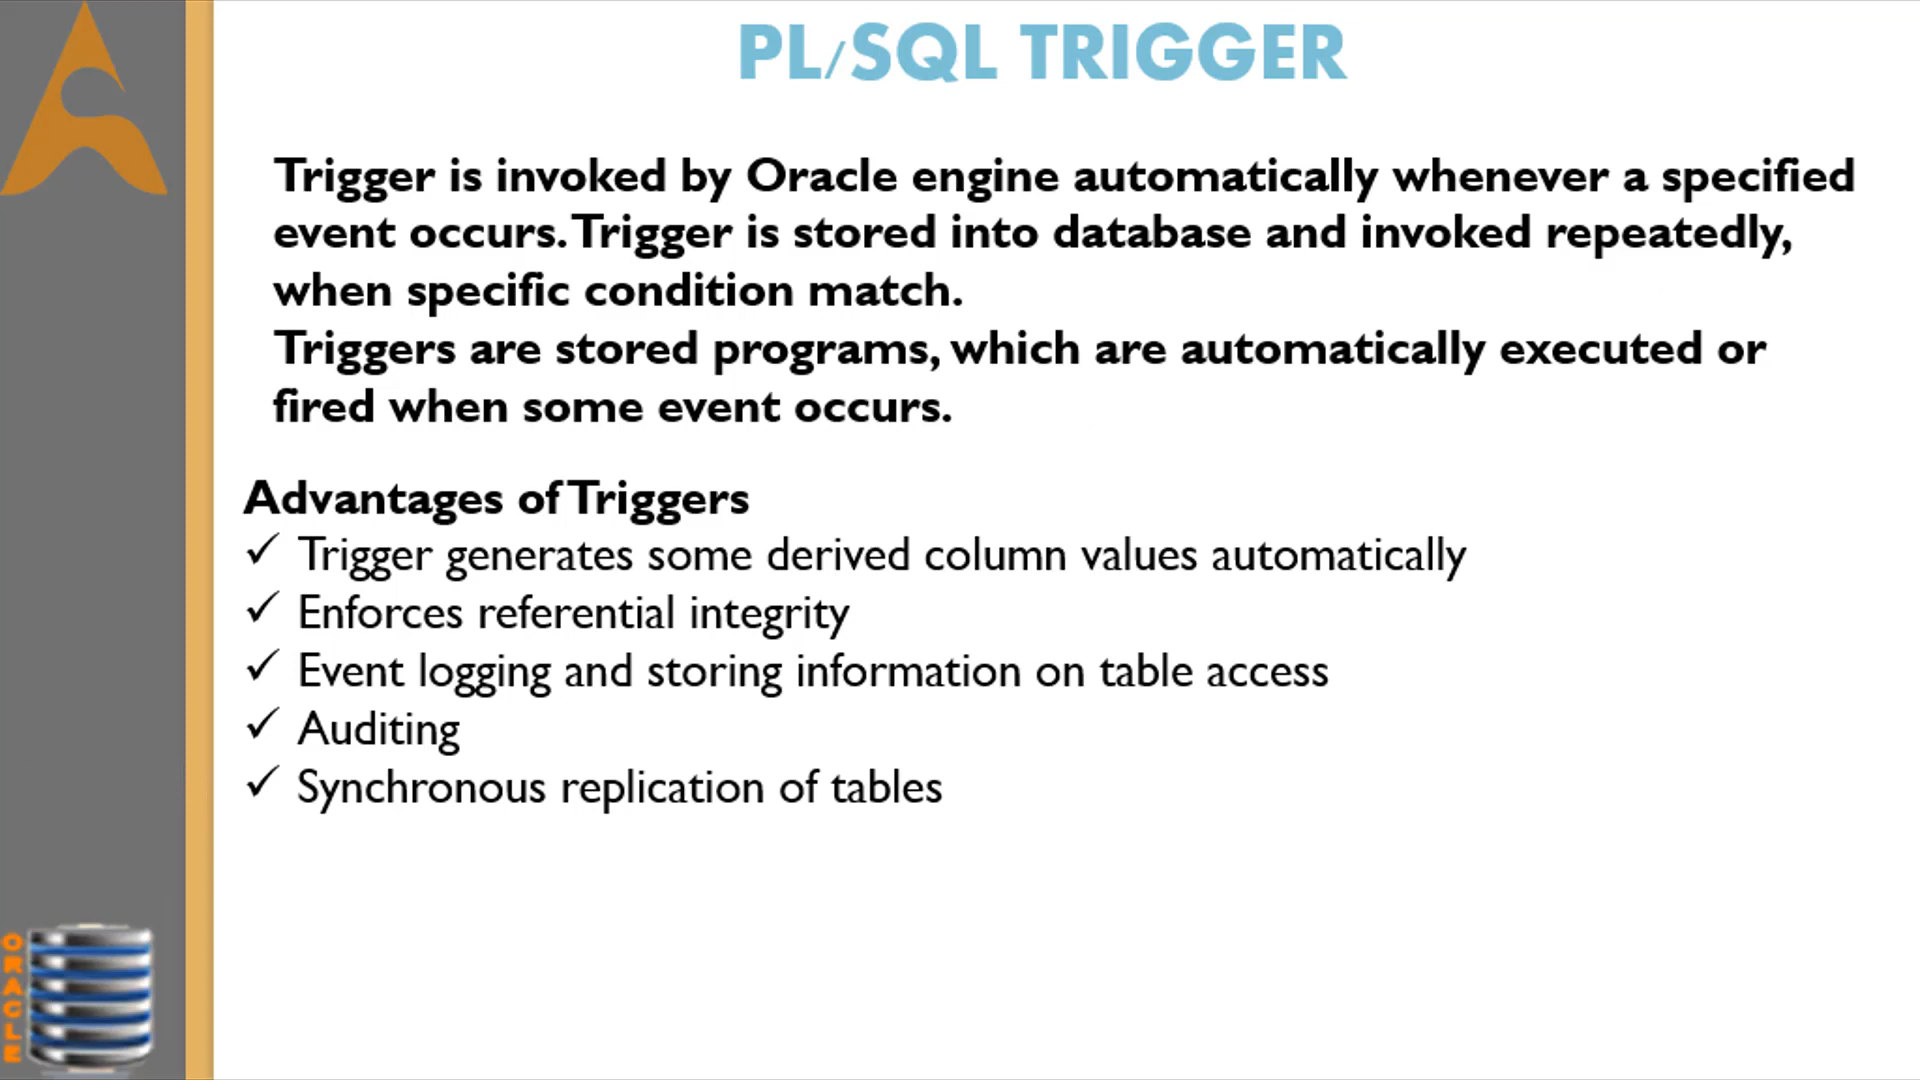 PL/SQL TRIGGER
Trigger is invoked by Oracle engine automatically whenever a specified
event occurs. Trigger is stored into database and invoked repeatedly,
when specific condition match.
Triggers are stored programs, which are automatically executed or
fired when some event occurs.
Advantages of Triggers
✓ Trigger generates some derived column values automatically
✓ Enforces referential integrity
✓ Event logging and storing information on table access
✓ Auditing
✓ Synchronous replication of tables
ORACLE